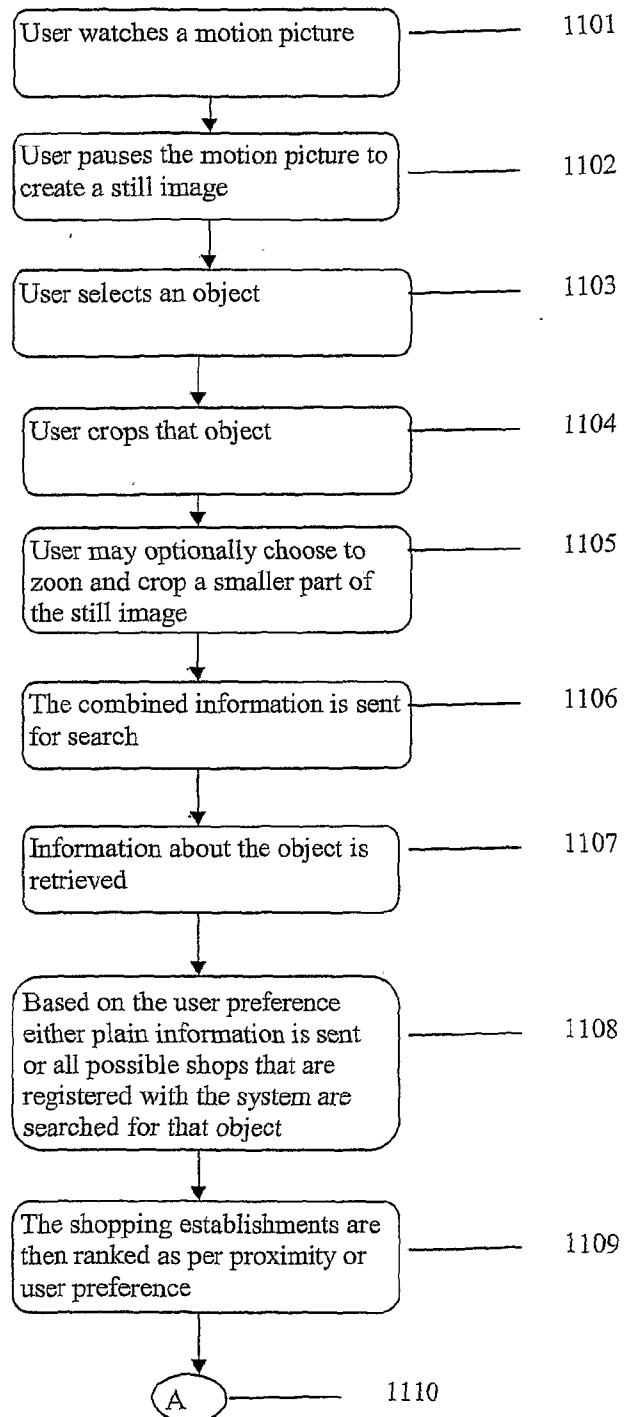 User watches a motion picture
1101
User pauses the motion picture to
create a still image
1102
User selects an object
1103
User crops that object
1104
User may optionally choose to
zoon and crop a smaller part of
the still image
1105
The combined information is sent
for search
1106
Information about the object is
retrieved
1107
Based on the user preference
either plain information is sent
or all possible shops that are
registered with the system are
searched for that object
1108
The shopping establishments are
then ranked as per proximity or
user preference
1109
A
1110